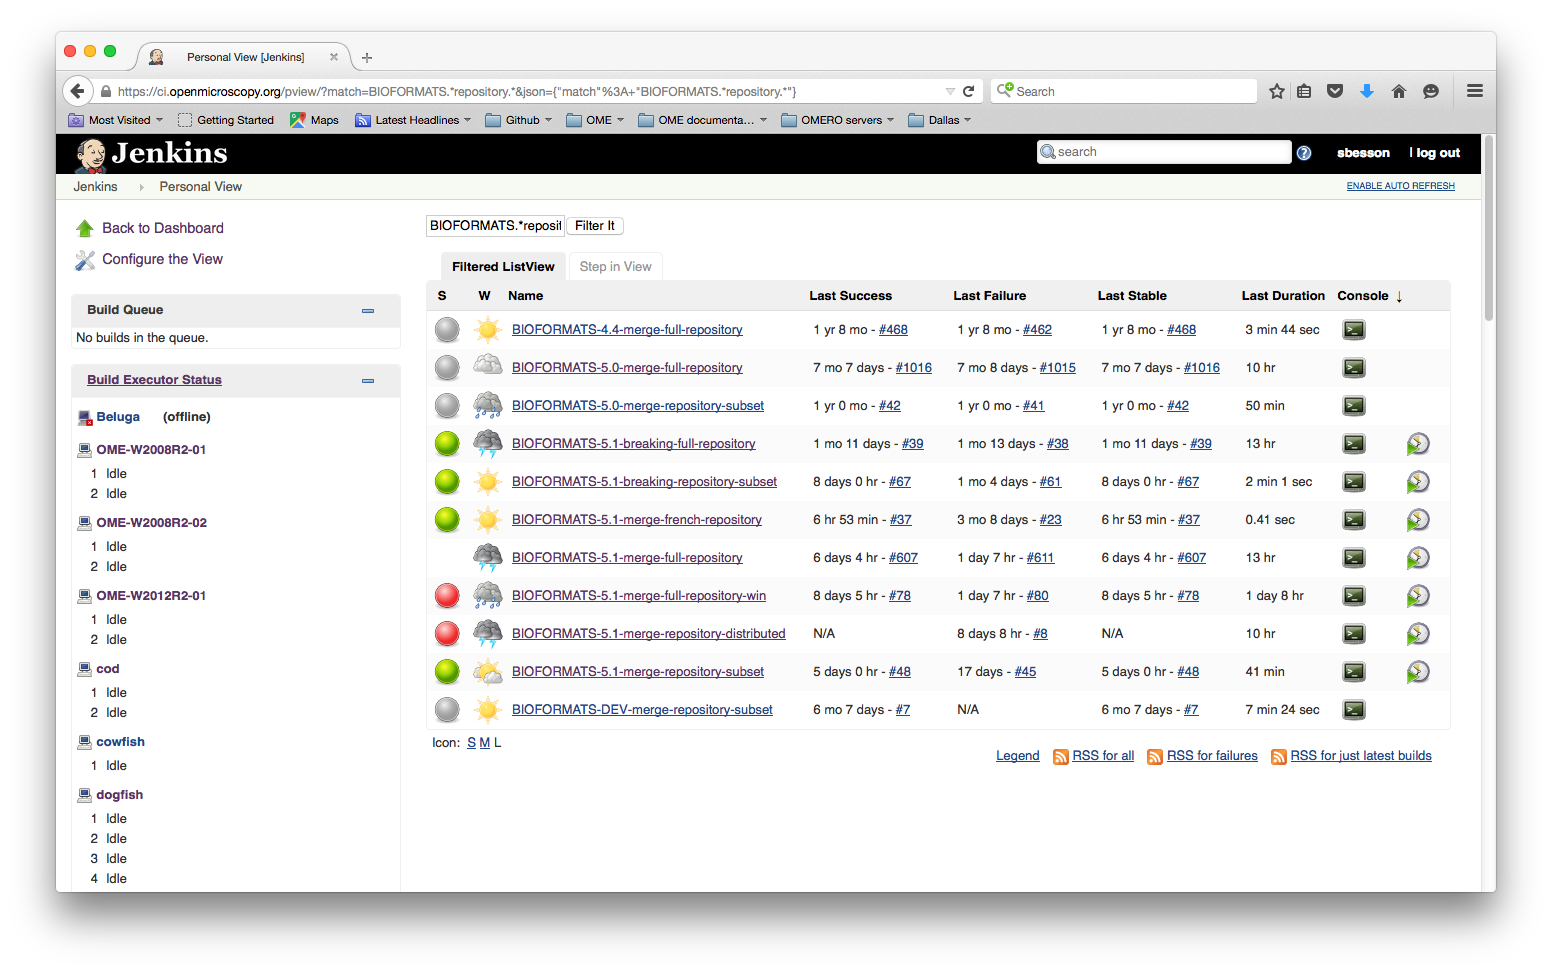 Personal View [Jenkins]
https://ci.openmicroscopy.org/pview/?match=BIOFORMATS.*repository.*&json={"match"%3A+"BIOFORMATS.*repository.*"}
Search
Most Visited Getting Started Maps Latest Headlines Github OME OME documenta... OMERO servers Dallas
Jenkins
search
?
sbesson
| log out
Jenkins
Personal View
ENABLE AUTO REFRESH
Back to Dashboard
Configure the View
Build Queue
No builds in the queue.
Build Executor Status
Beluga (offline)
OME-W2008R2-01
1 Idle
2 Idle
OME-W2008R2-02
1 Idle
2 Idle
OME-W2012R2-01
1 Idle
2 Idle
cod
1 Idle
2 Idle
cowfish
1 Idle
dogfish
1 Idle
2 Idle
3 Idle
4 Idle
BIOFORMATS.*reposit Filter It
Filtered ListView Step in View
S W Name Last Success Last Failure Last Stable Last Duration Console ↓
BIOFORMATS-4.4-merge-full-repository 1 yr 8 mo - #468 1 yr 8 mo - #462 1 yr 8 mo - #468 3 min 44 sec
BIOFORMATS-5.0-merge-full-repository 7 mo 7 days - #1016 7 mo 8 days - #1015 7 mo 7 days - #1016 10 hr
BIOFORMATS-5.0-merge-repository-subset 1 yr 0 mo - #42 1 yr 0 mo - #41 1 yr 0 mo - #42 50 min
BIOFORMATS-5.1-breaking-full-repository 1 mo 11 days - #39 1 mo 13 days - #38 1 mo 11 days - #39 13 hr
BIOFORMATS-5.1-breaking-repository-subset 8 days 0 hr - #67 1 mo 4 days - #61 8 days 0 hr - #67 2 min 1 sec
BIOFORMATS-5.1-merge-french-repository 6 hr 53 min - #37 3 mo 8 days - #23 6 hr 53 min - #37 0.41 sec
BIOFORMATS-5.1-merge-full-repository 6 days 4 hr - #607 1 day 7 hr - #611 6 days 4 hr - #607 13 hr
BIOFORMATS-5.1-merge-full-repository-win 8 days 5 hr - #78 1 day 7 hr - #80 8 days 5 hr - #78 1 day 8 hr
BIOFORMATS-5.1-merge-repository-distributed N/A 8 days 8 hr - #8 N/A 10 hr
BIOFORMATS-5.1-merge-repository-subset 5 days 0 hr - #48 17 days - #45 5 days 0 hr - #48 41 min
BIOFORMATS-DEV-merge-repository-subset 6 mo 7 days - #7 N/A 6 mo 7 days - #7 7 min 24 sec
Icon: S M L
Legend RSS for all RSS for failures RSS for just latest builds